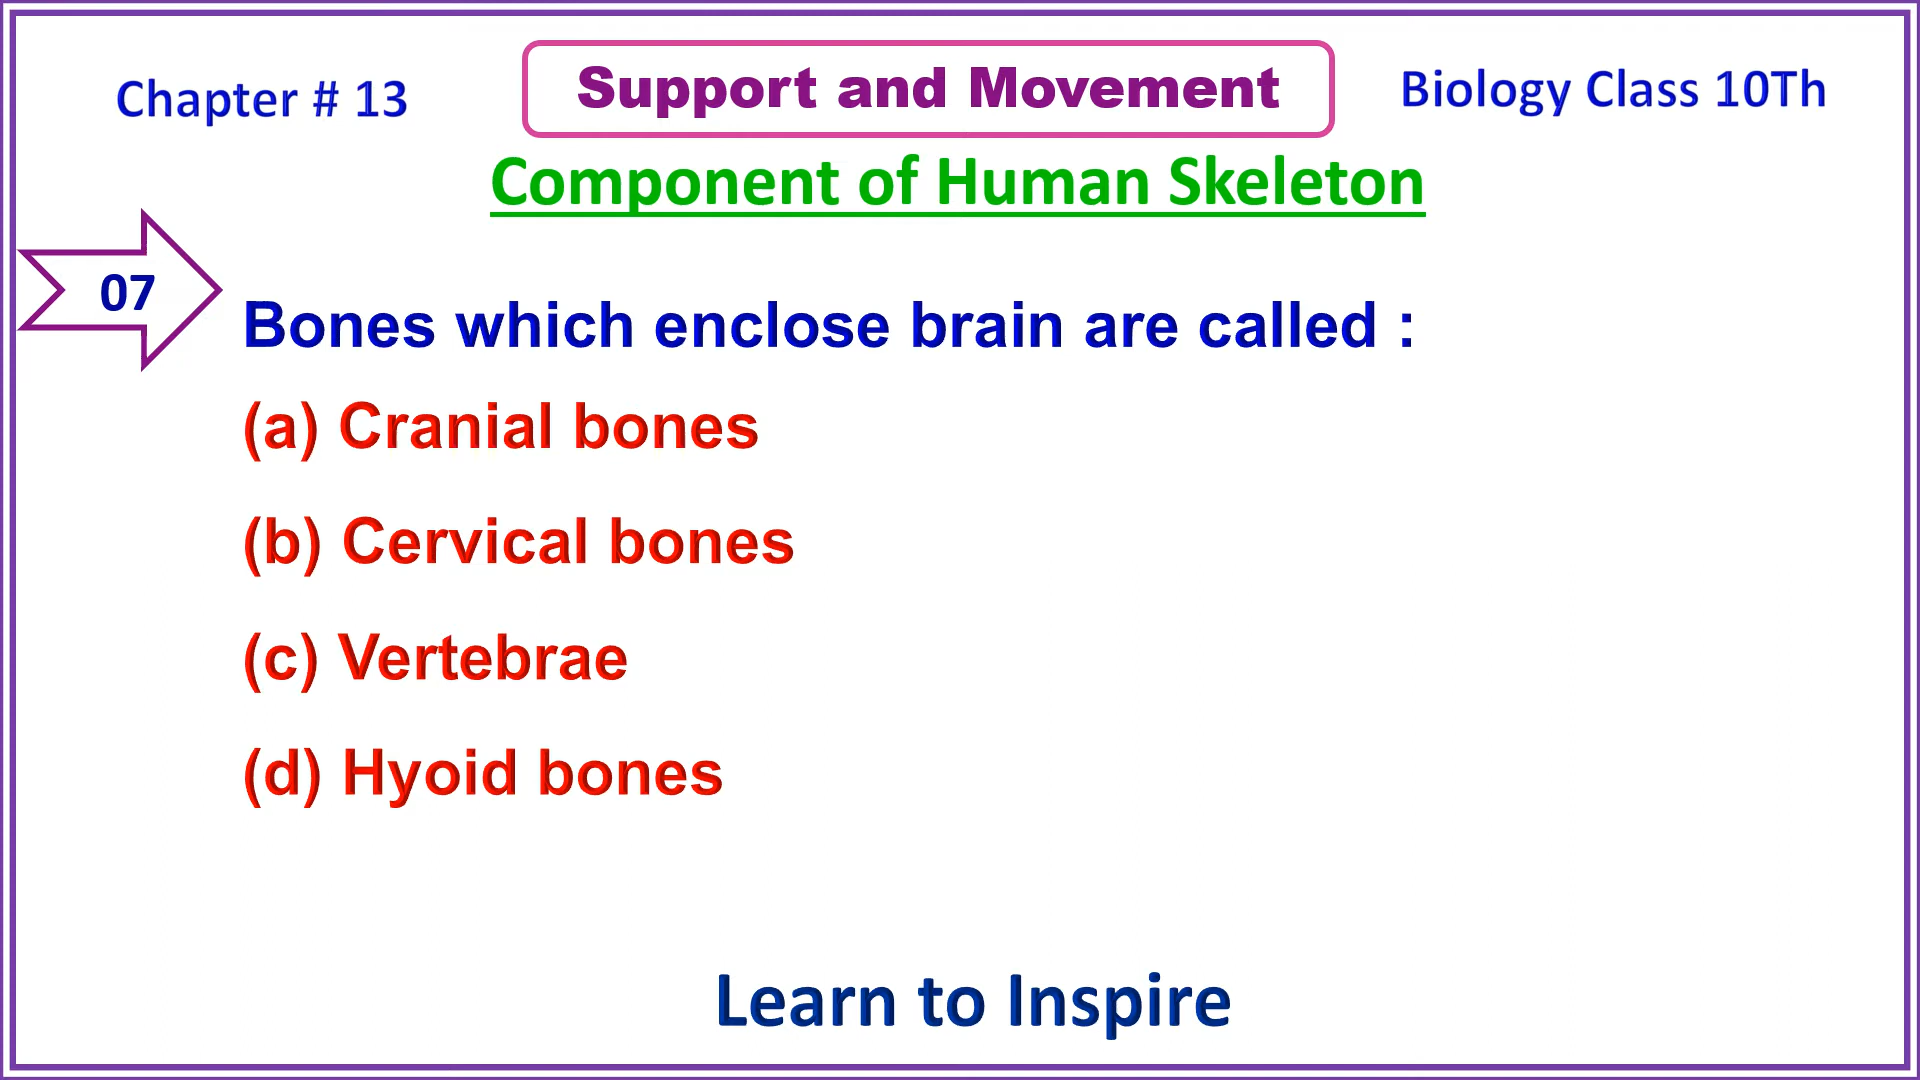 Chapter # 13
Support and Movement
Biology Class 10Th
Component of Human Skeleton
07
Bones which enclose brain are called :
(a) Cranial bones
(b) Cervical bones
(c) Vertebrae
(d) Hyoid bones
Learn to Inspire